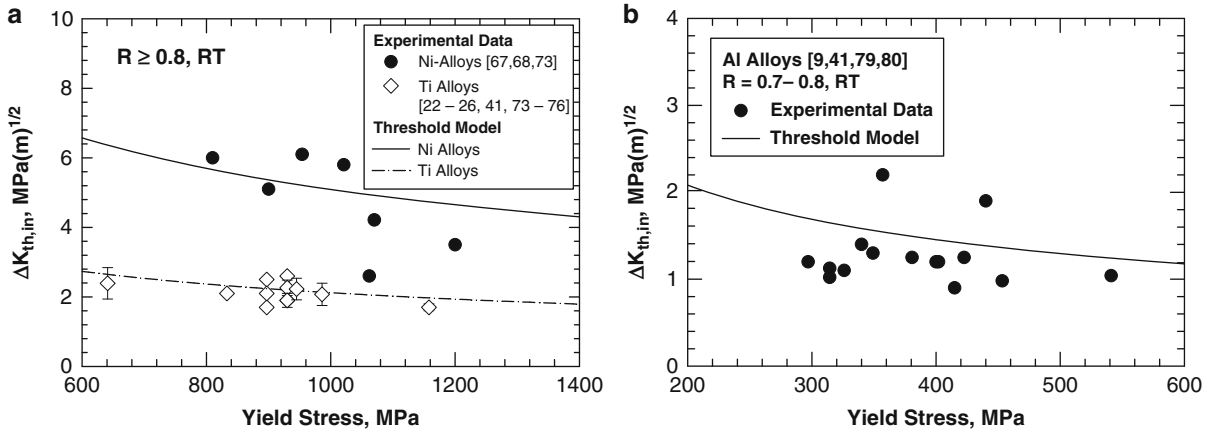 a
10
8
6
4
2
0
ΔK_th,in, MPa(m)^1/2
R ≥ 0.8, RT
Experimental Data
Ni-Alloys [67,68,73]
Ti Alloys
[22 – 26, 41, 73 – 76]
Threshold Model
Ni Alloys
Ti Alloys
600 800 1000 1200 1400
Yield Stress, MPa
b
4
3
2
1
0
ΔK_th,in, MPa(m)^1/2
Al Alloys [9,41,79,80]
R = 0.7– 0.8, RT
Experimental Data
Threshold Model
200 300 400 500 600
Yield Stress, MPa